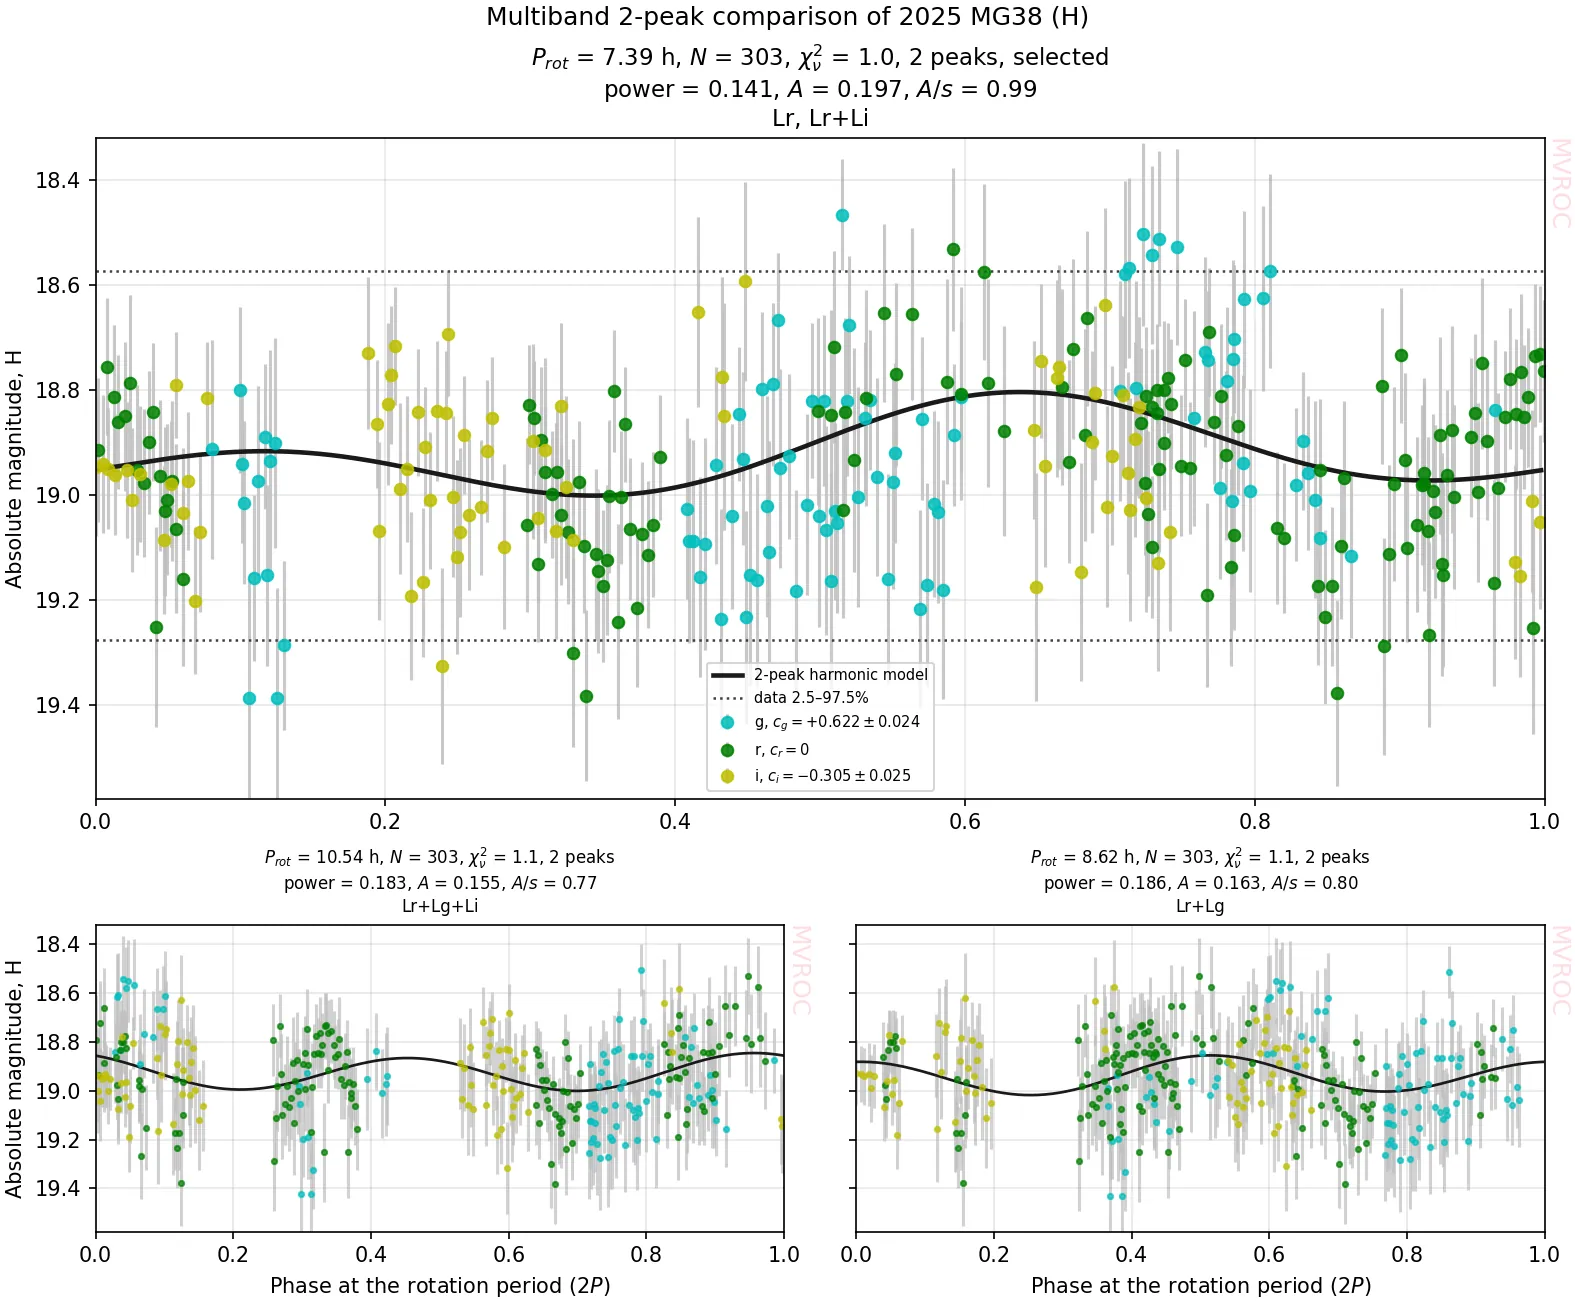 Multiband 2-peak comparison of 2025 MG38 (H)
P_rot = 7.39 h, N = 303, χ²_ν = 1.0, 2 peaks, selected
power = 0.141, A = 0.197, A/s = 0.99
Lr, Lr+Li
MVROC
Absolute magnitude, H
18.4
18.6
18.8
19.0
19.2
19.4
2-peak harmonic model
data 2.5–97.5%
g, c_g = +0.622 ± 0.024
r, c_r = 0
i, c_i = −0.305 ± 0.025
0.0 0.2 0.4 0.6 0.8 1.0
P_rot = 10.54 h, N = 303, χ²_ν = 1.1, 2 peaks
power = 0.183, A = 0.155, A/s = 0.77
Lr+Lg+Li
MVROC
Absolute magnitude, H
18.4
18.6
18.8
19.0
19.2
19.4
0.0 0.2 0.4 0.6 0.8 1.0
Phase at the rotation period (2P)
P_rot = 8.62 h, N = 303, χ²_ν = 1.1, 2 peaks
power = 0.186, A = 0.163, A/s = 0.80
Lr+Lg
MVROC
0.0 0.2 0.4 0.6 0.8 1.0
Phase at the rotation period (2P)